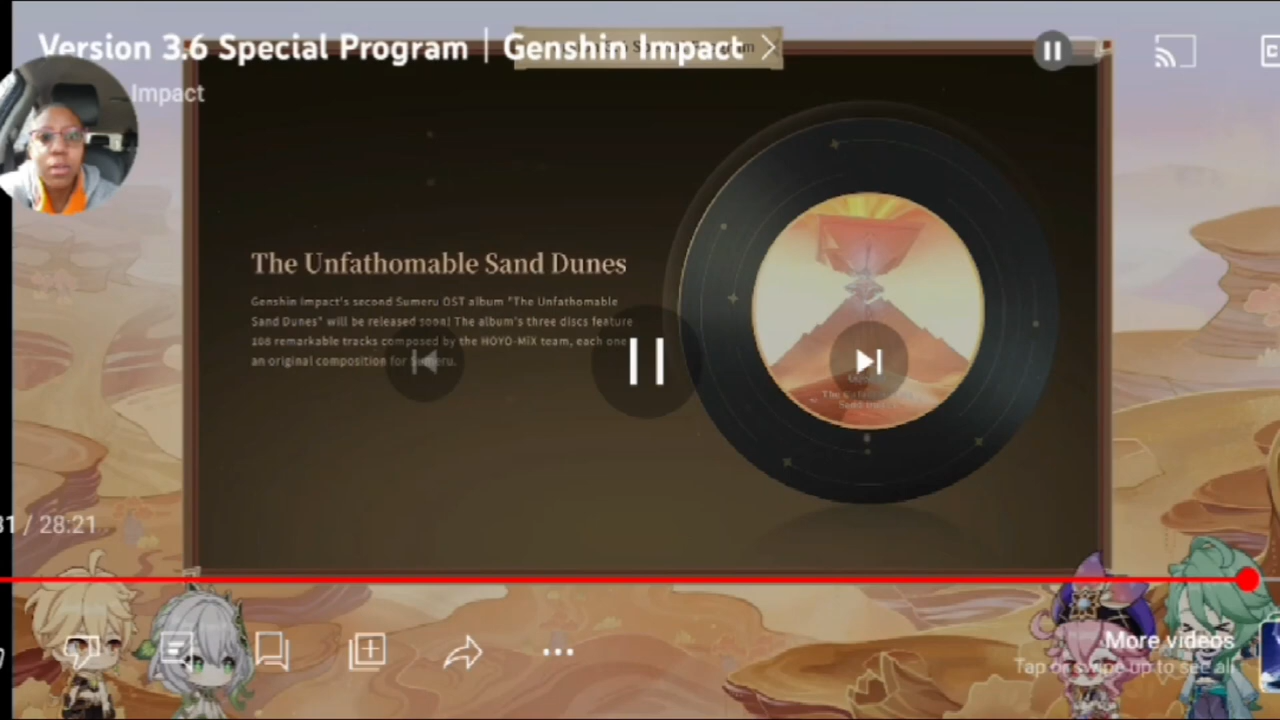 Version 3.6 Special Program | Genshin Impact
Impact
The Unfathomable Sand Dunes
Genshin Impact's second Sumeru OST album "The Unfathomable
Sand Dunes" will be released soon! The album's three discs feature
108 remarkable tracks composed by the HOYO-MiX team, each one
an original composition for Sumeru.
31 / 28:21
More videos
Tap or swipe up to see all